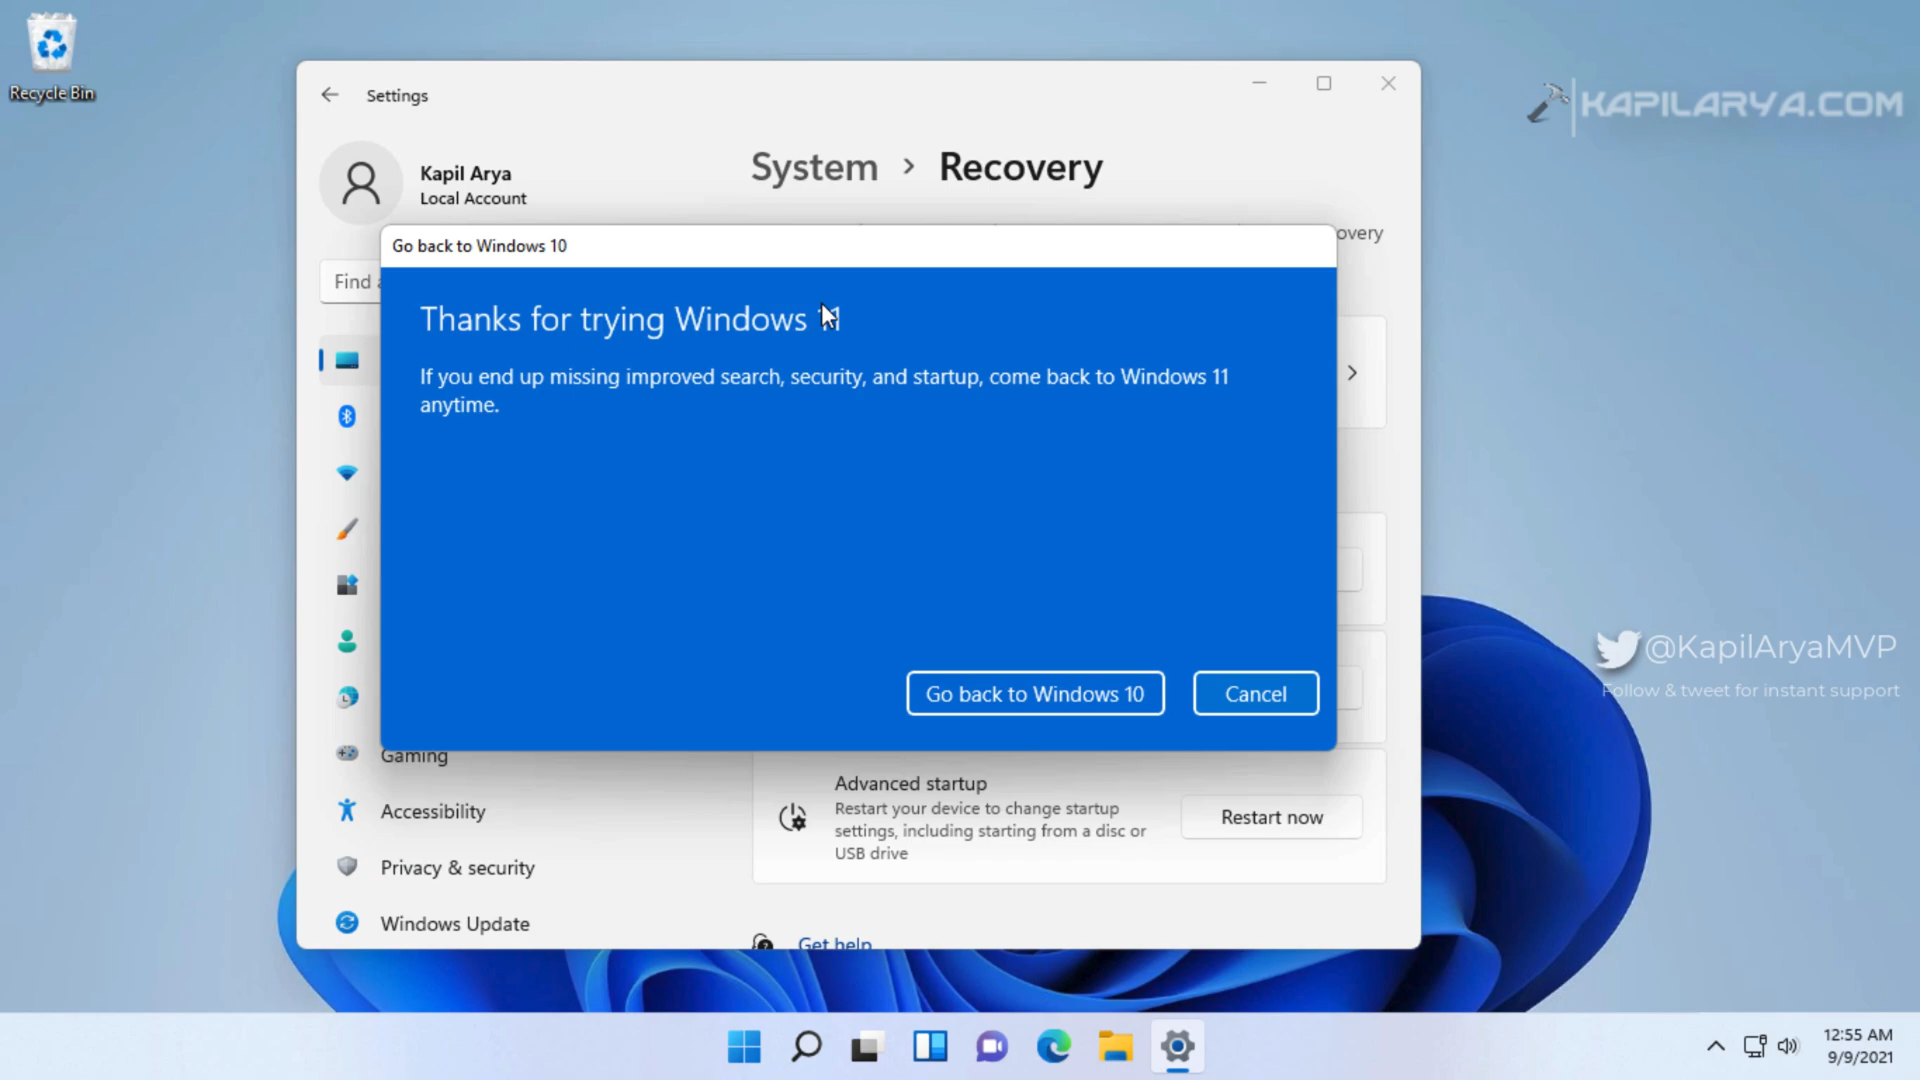 Recycle Bin
Settings
KAPILARYA.COM
Kapil Arya
Local Account
System > Recovery
overy
Find
Go back to Windows 10
Thanks for trying Windows
If you end up missing improved search, security, and startup, come back to Windows 11
anytime.
Go back to Windows 10
Cancel
@KapilAryaMVP
Follow & tweet for instant support
Gaming
Accessibility
Privacy & security
Windows Update
Advanced startup
Restart your device to change startup
settings, including starting from a disc or
USB drive
Restart now
Get help
12:55 AM
9/9/2021